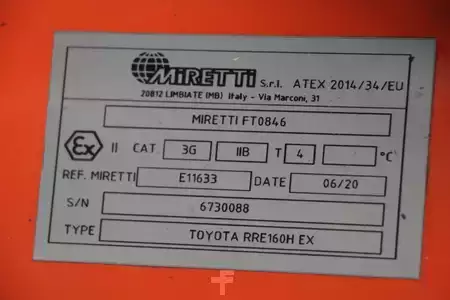 MIRETTI S.r.l. ATEX 2014/34/EU
20812 LIMBIATE (MB) Italy - Via Marconi, 31
MIRETTI FT0846
Ex II CAT 3G IIB T 4 °C
REF. MIRETTI E11633 DATE 06/20
S/N 6730088
TYPE TOYOTA RRE160H EX